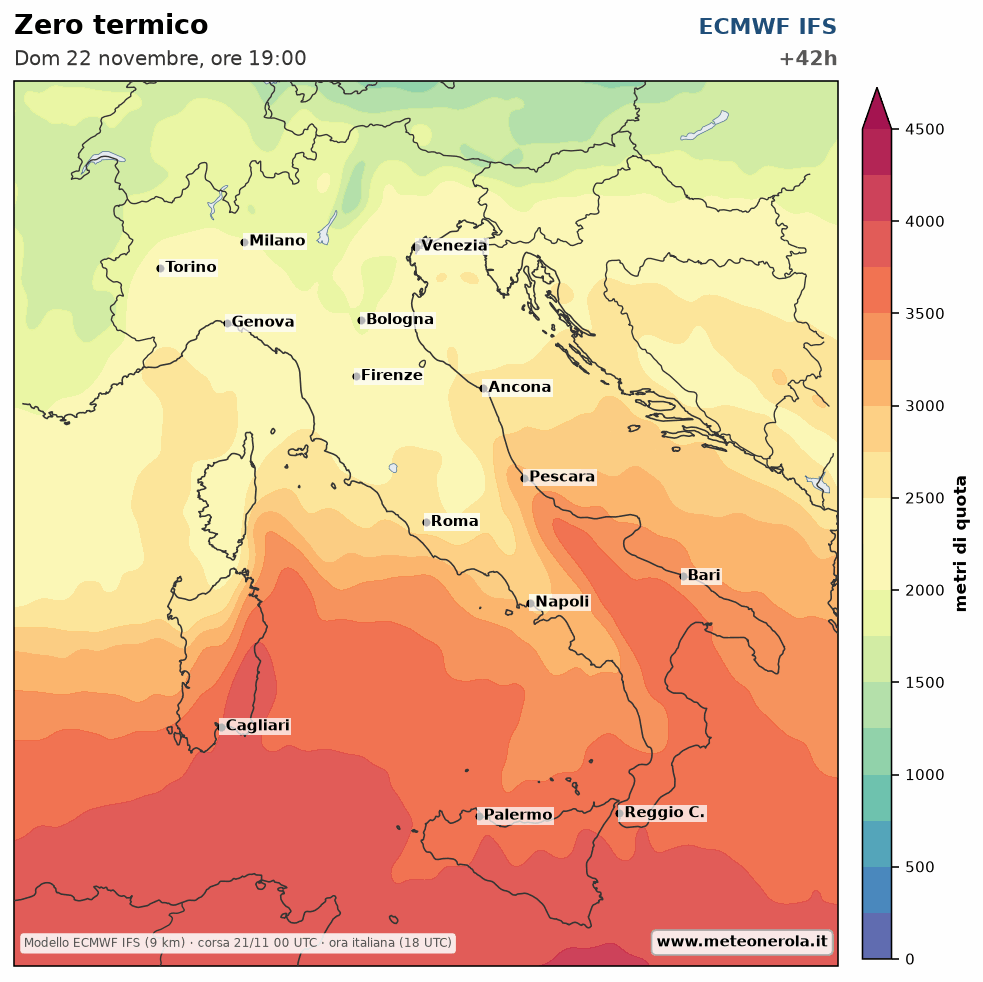 Zero termico
ECMWF IFS
Dom 22 novembre, ore 19:00
+42h
Milano
Venezia
Torino
Genova
Bologna
Firenze
Ancona
Pescara
Roma
Bari
Napoli
Cagliari
Palermo
Reggio C.
4500
4000
3500
3000
2500
2000
1500
1000
500
0
metri di quota
Modello ECMWF IFS (9 km) · corsa 21/11 00 UTC · ora italiana (18 UTC)
www.meteonerola.it